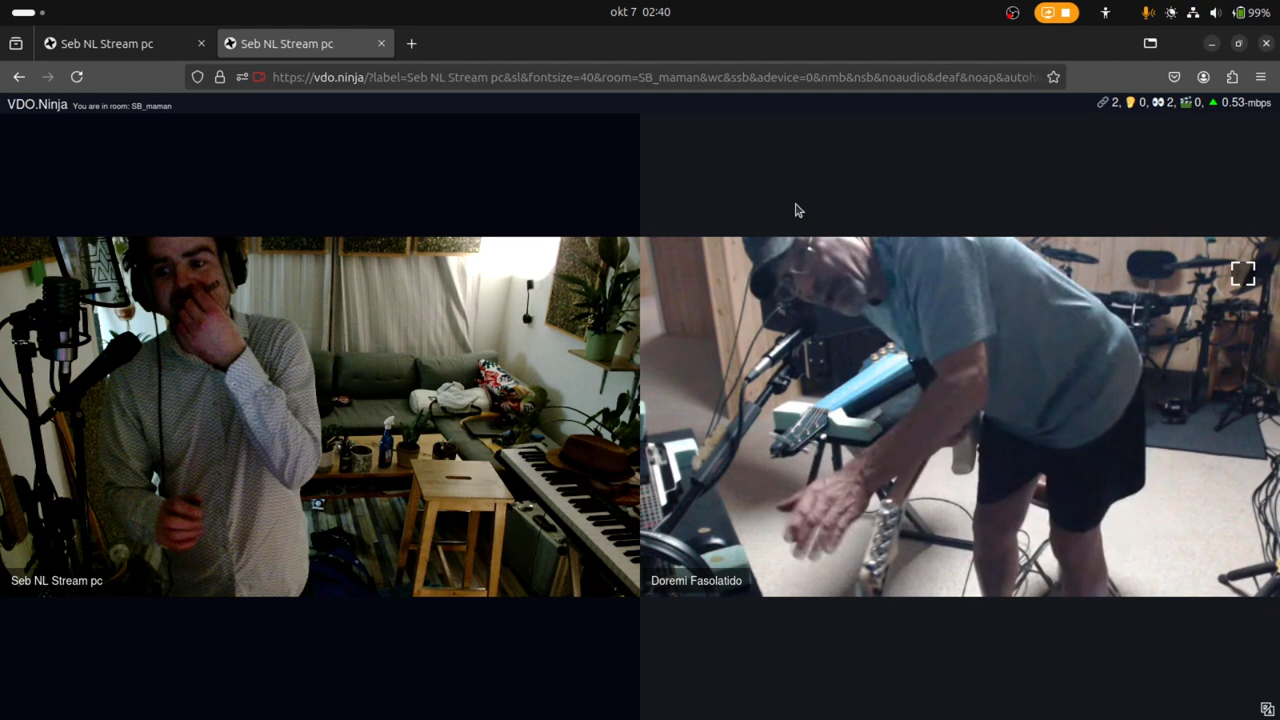 okt 7 02:40
99%
Seb NL Stream pc
Seb NL Stream pc
https://vdo.ninja/?label=Seb NL Stream pc&sl&fontsize=40&room=SB_maman&wc&ssb&adevice=0&nmb&nsb&noaudio&deaf&noap&autoh
VDO.Ninja You are in room: SB_maman
2, 0, 2, 0, 0.53-mbps
Seb NL Stream pc
Doremi Fasolatido